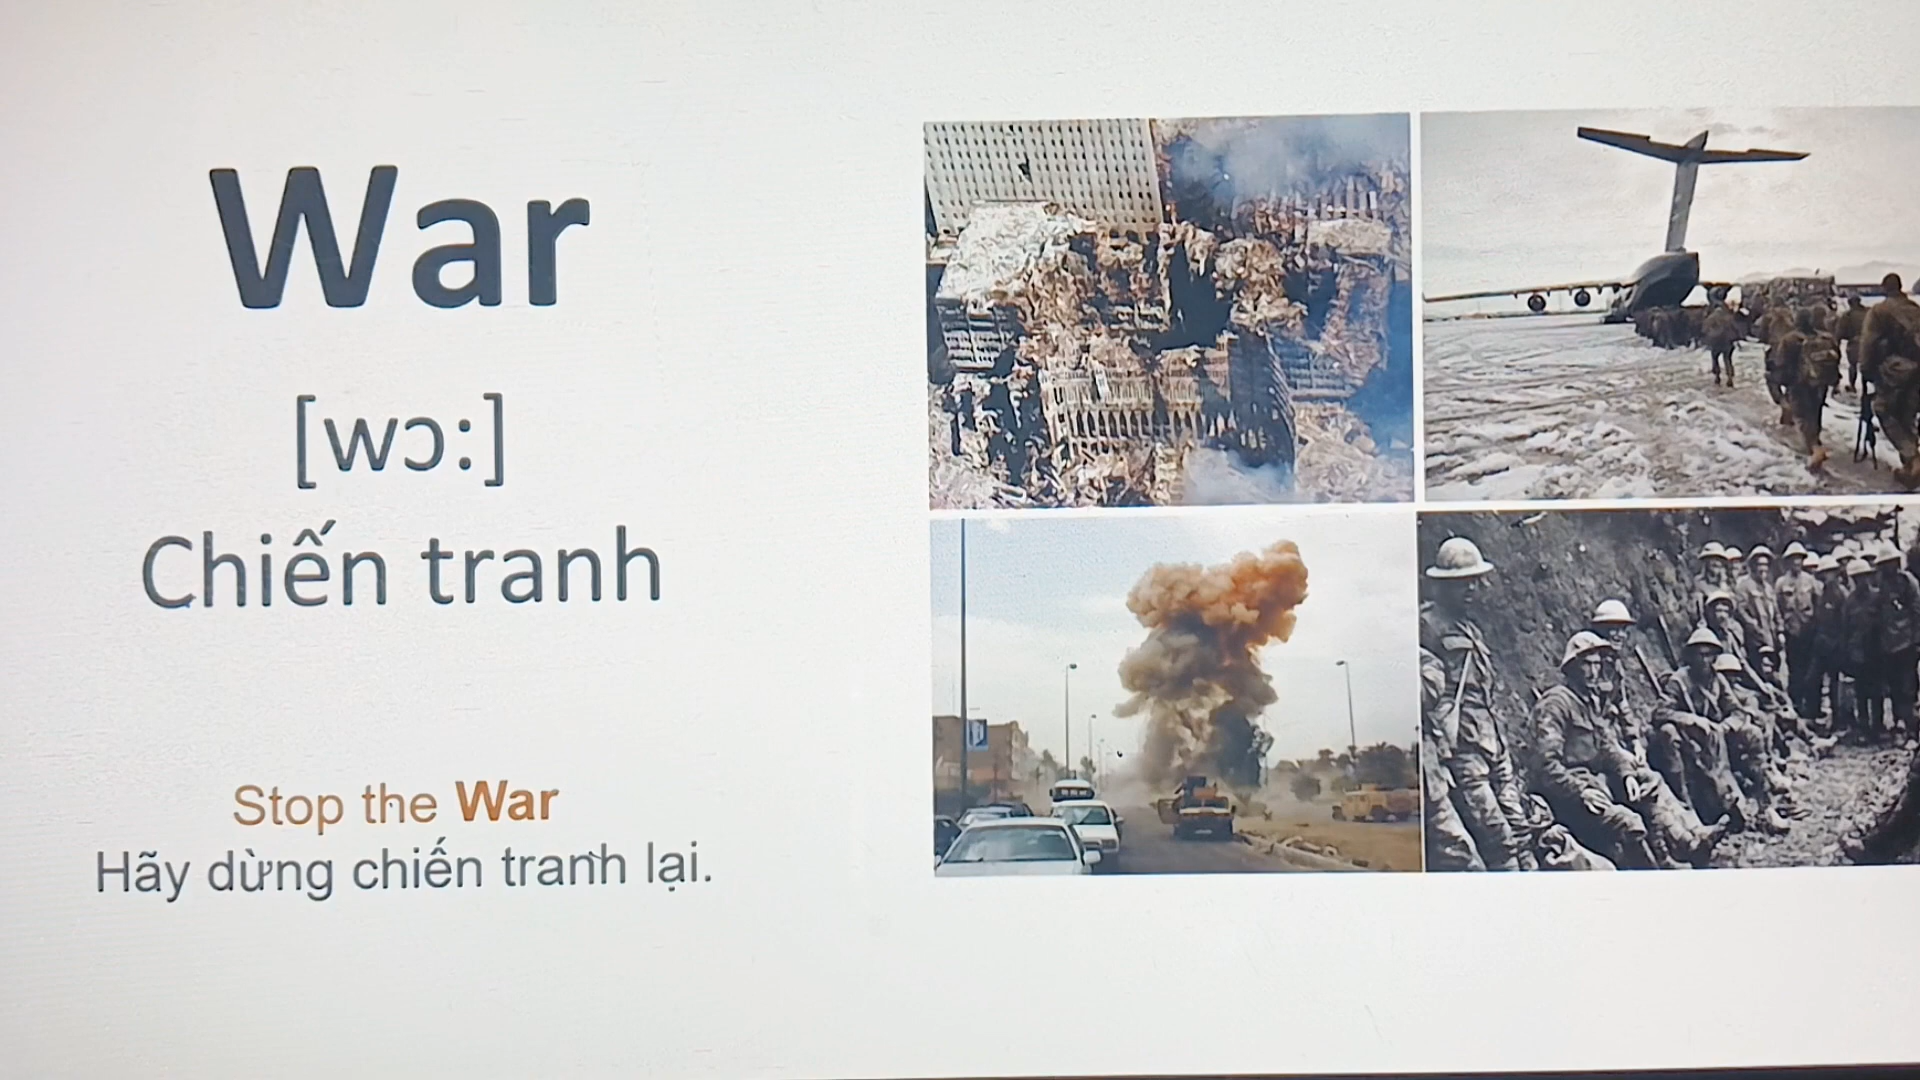 War
[wɔ:]
Chiến tranh
Stop the War
Hãy dừng chiến tranh lại.